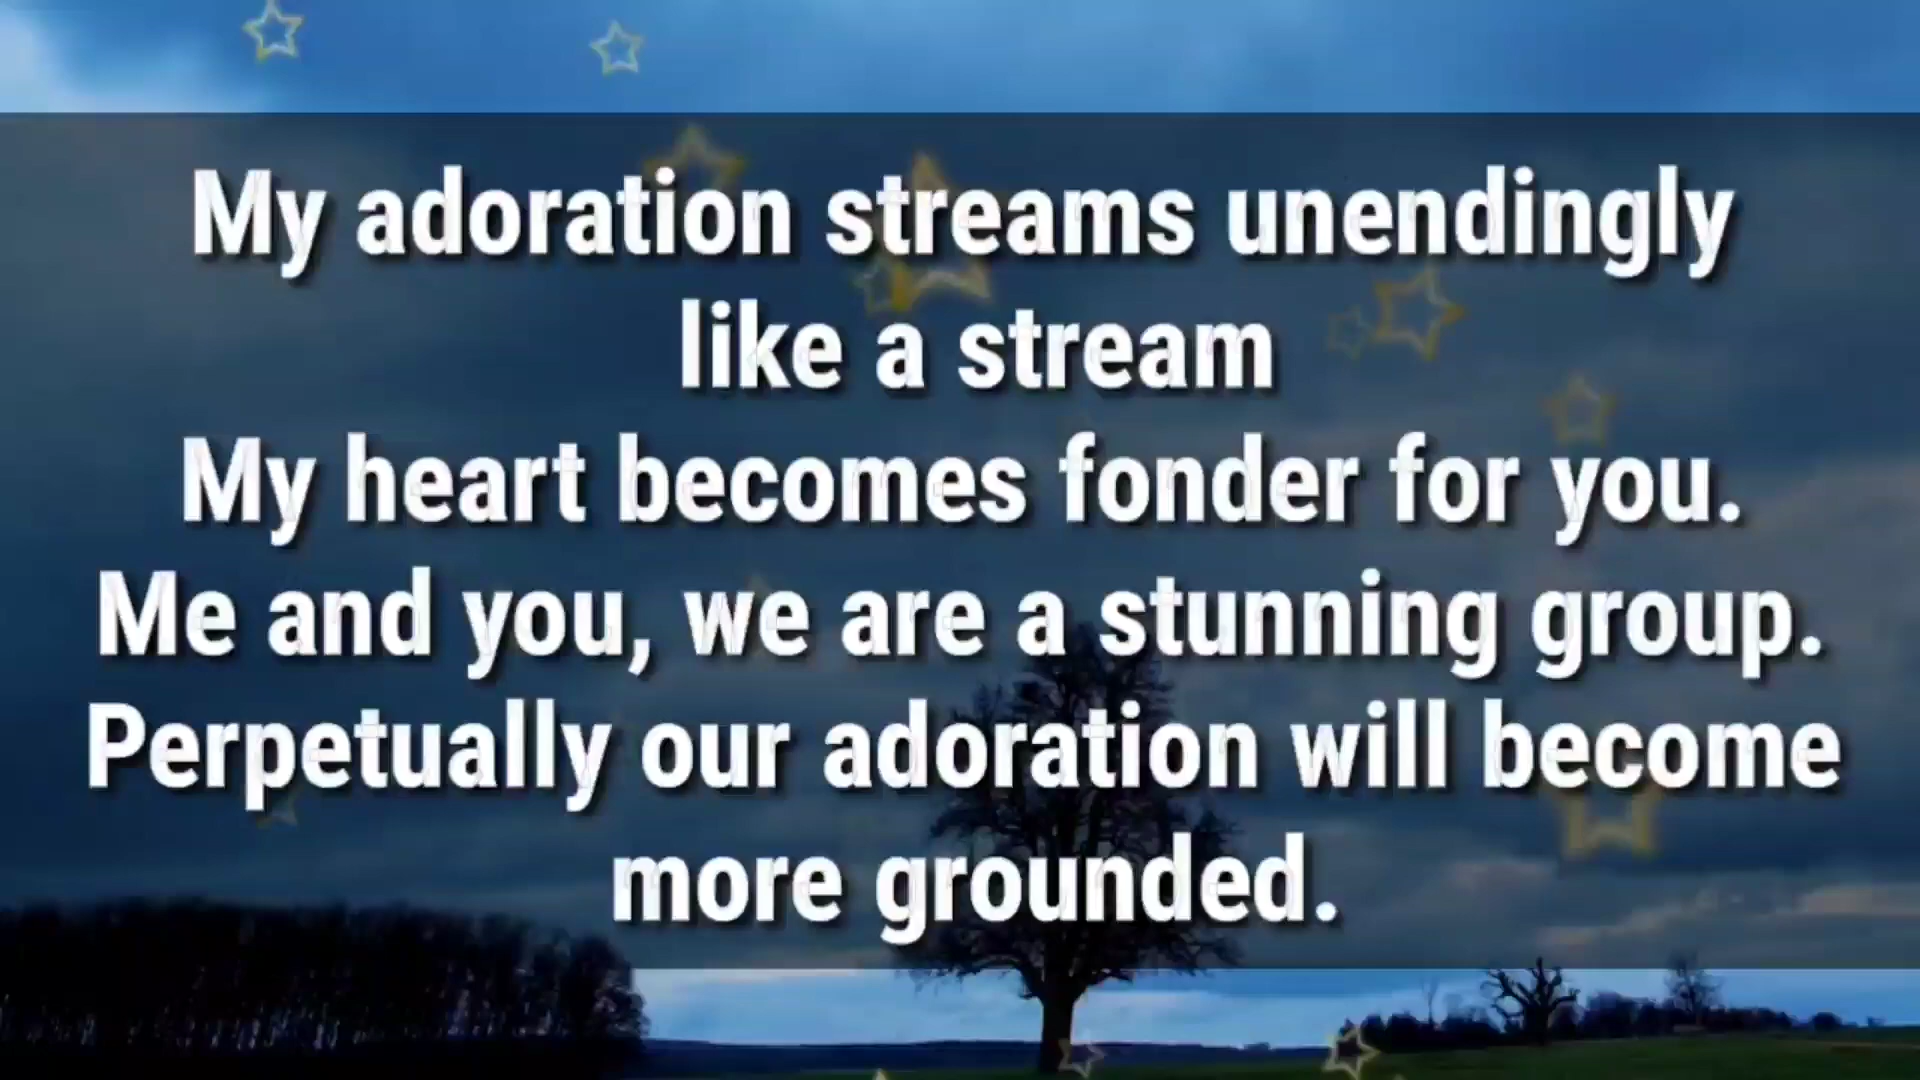 My adoration streams unendingly
like a stream
My heart becomes fonder for you.
Me and you, we are a stunning group.
Perpetually our adoration will become
more grounded.